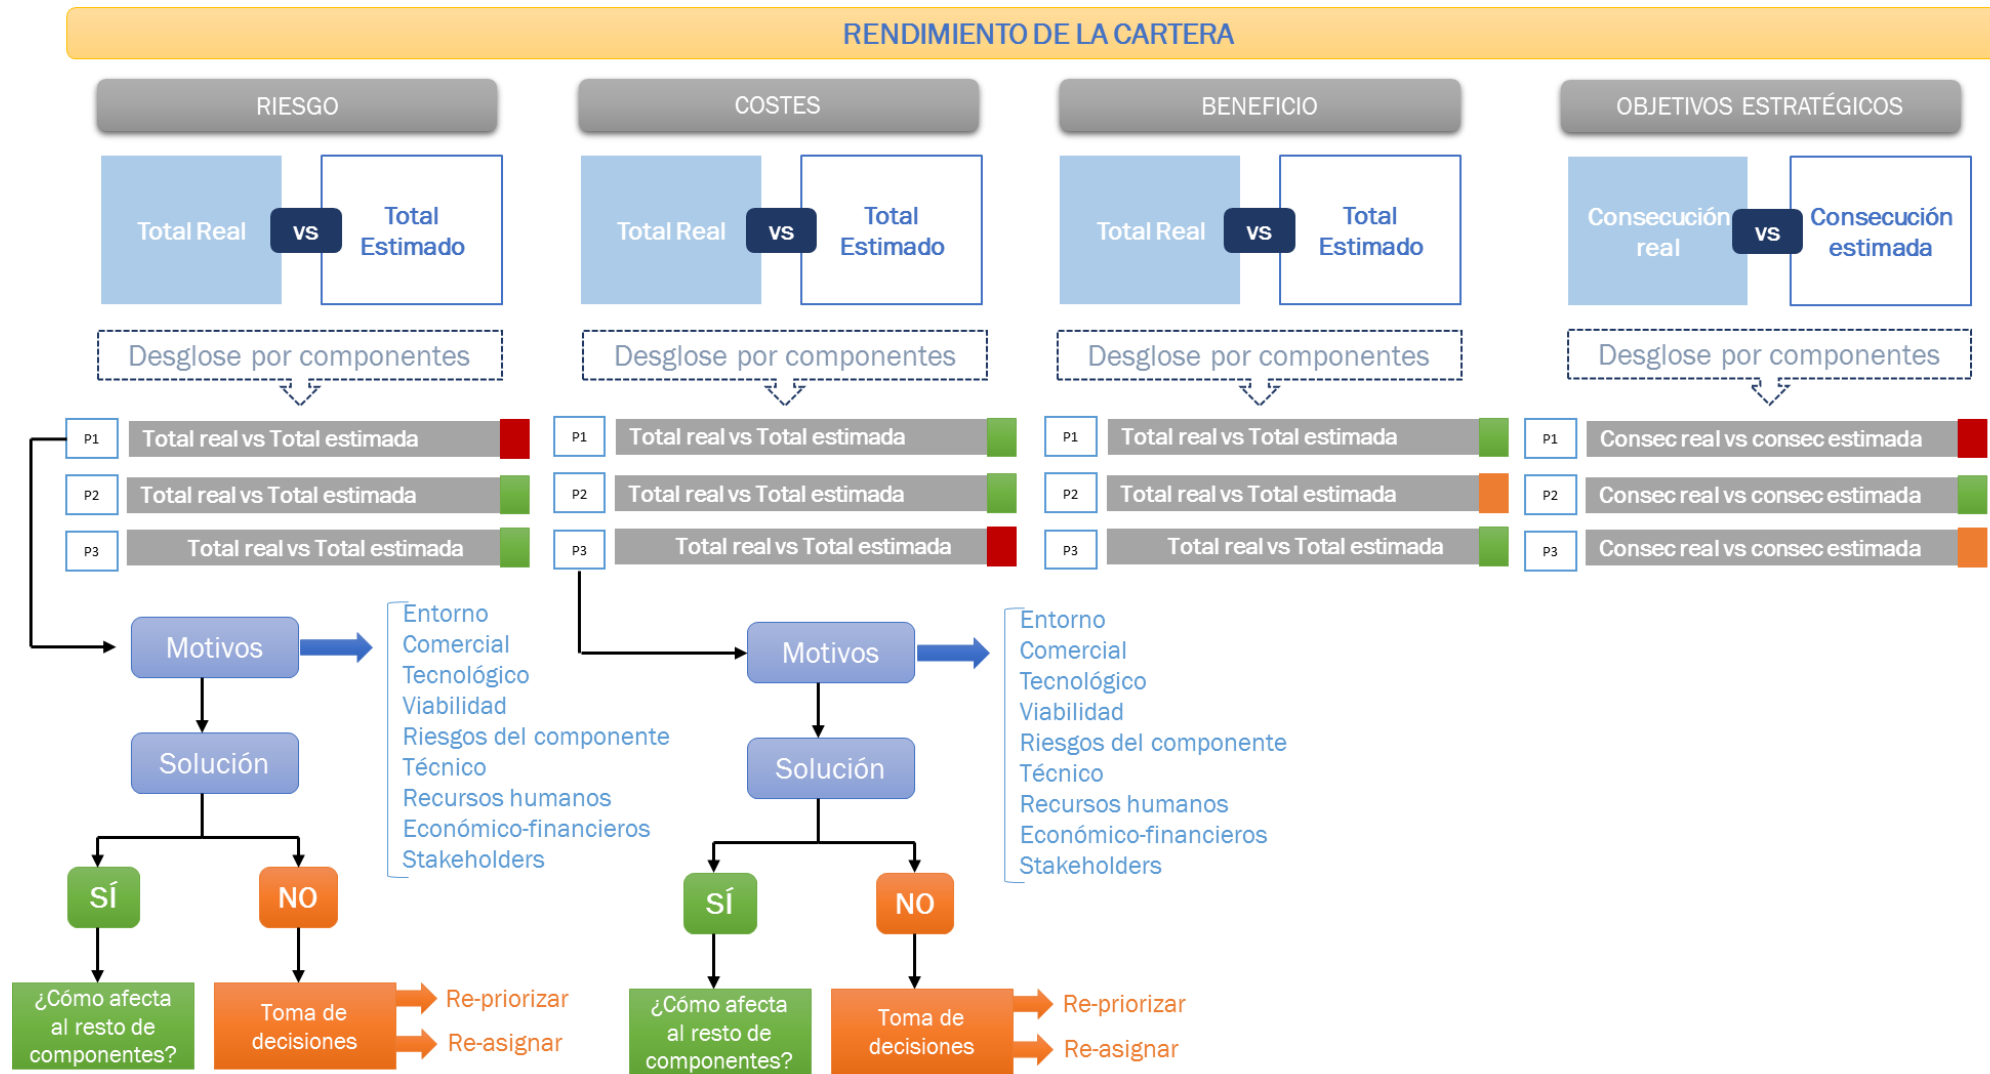 RENDIMIENTO DE LA CARTERA
RIESGO
COSTES
BENEFICIO
OBJETIVOS ESTRATÉGICOS
Total Real
vs
Total
Estimado
Total Real
vs
Total
Estimado
Total Real
vs
Total
Estimado
Consecución
real
vs
Consecución
estimada
Desglose por componentes
Desglose por componentes
Desglose por componentes
Desglose por componentes
P1 Total real vs Total estimada
P2 Total real vs Total estimada
P3 Total real vs Total estimada
P1 Total real vs Total estimada
P2 Total real vs Total estimada
P3 Total real vs Total estimada
P1 Total real vs Total estimada
P2 Total real vs Total estimada
P3 Total real vs Total estimada
P1 Consec real vs consec estimada
P2 Consec real vs consec estimada
P3 Consec real vs consec estimada
Motivos
Entorno
Comercial
Tecnológico
Viabilidad
Riesgos del componente
Técnico
Recursos humanos
Económico-financieros
Stakeholders
Solución
SÍ
NO
¿Cómo afecta
al resto de
componentes?
Toma de
decisiones
Re-priorizar
Re-asignar
Motivos
Entorno
Comercial
Tecnológico
Viabilidad
Riesgos del componente
Técnico
Recursos humanos
Económico-financieros
Stakeholders
Solución
SÍ
NO
¿Cómo afecta
al resto de
componentes?
Toma de
decisiones
Re-priorizar
Re-asignar